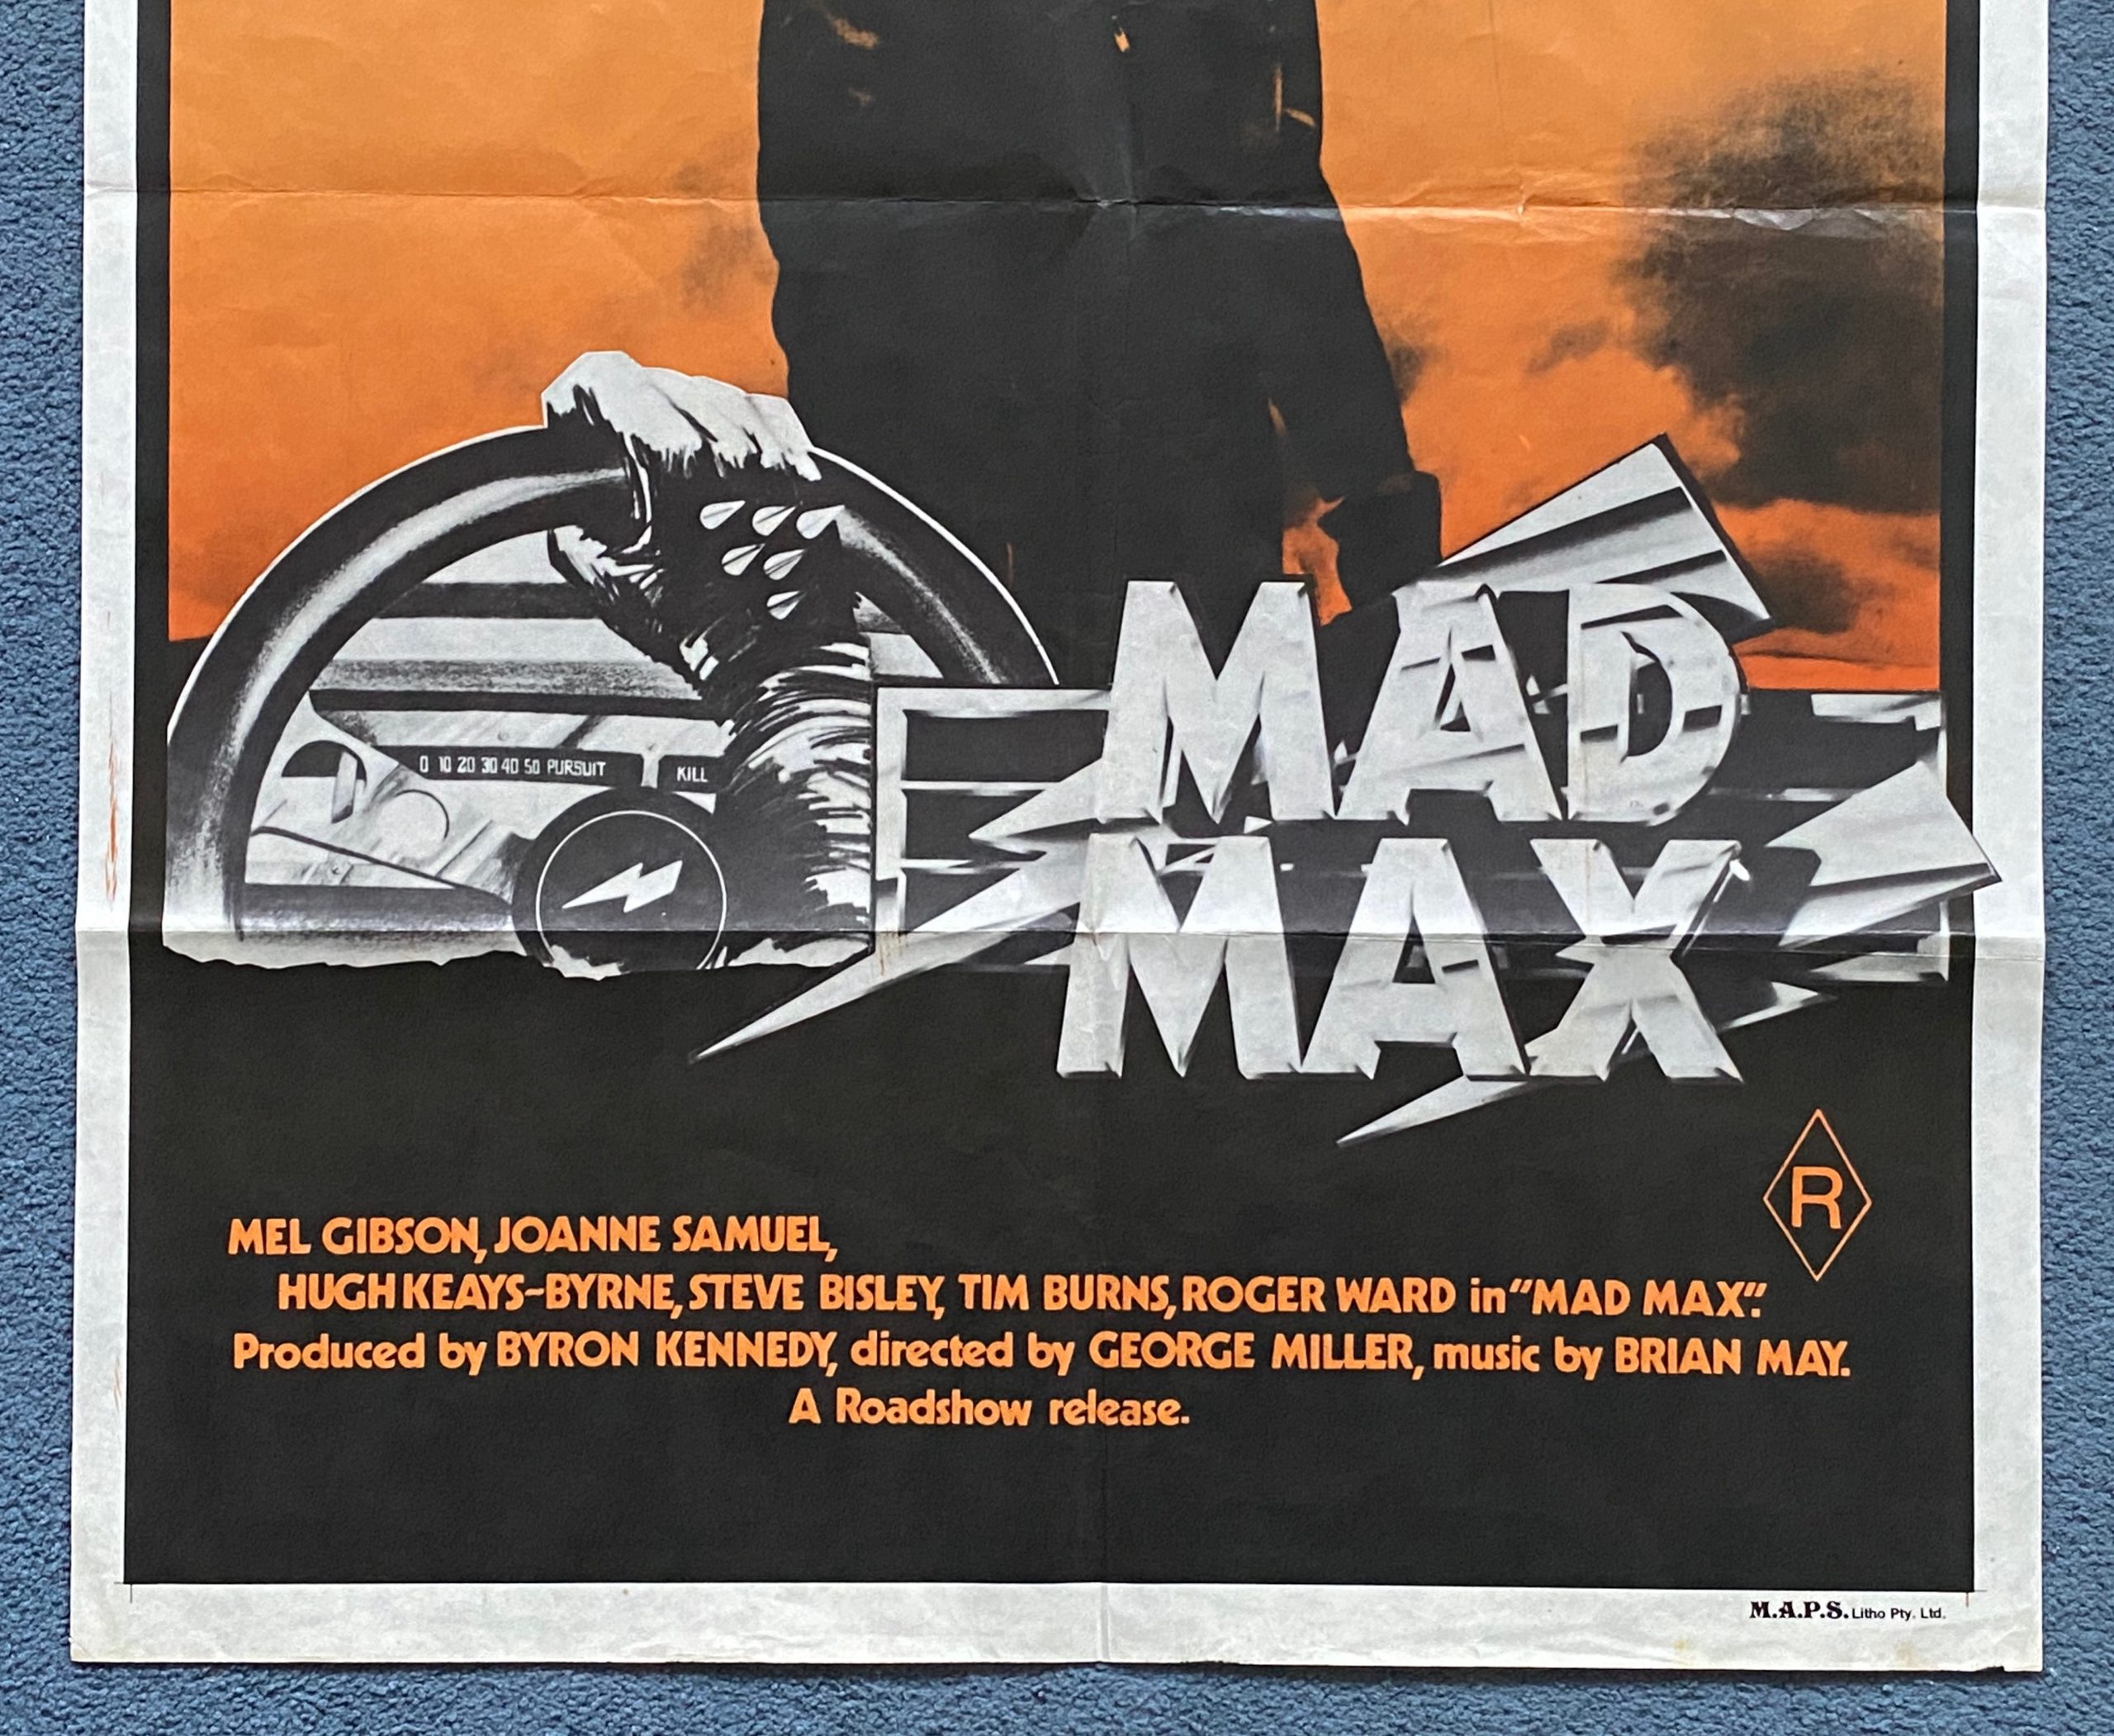 0 10 20 30 40 50 PURSUIT KILL
MAD
MAX
R
MEL GIBSON, JOANNE SAMUEL,
HUGH KEAYS-BYRNE, STEVE BISLEY, TIM BURNS, ROGER WARD in "MAD MAX".
Produced by BYRON KENNEDY, directed by GEORGE MILLER, music by BRIAN MAY.
A Roadshow release.
M.A.P.S. Litho Pty. Ltd.